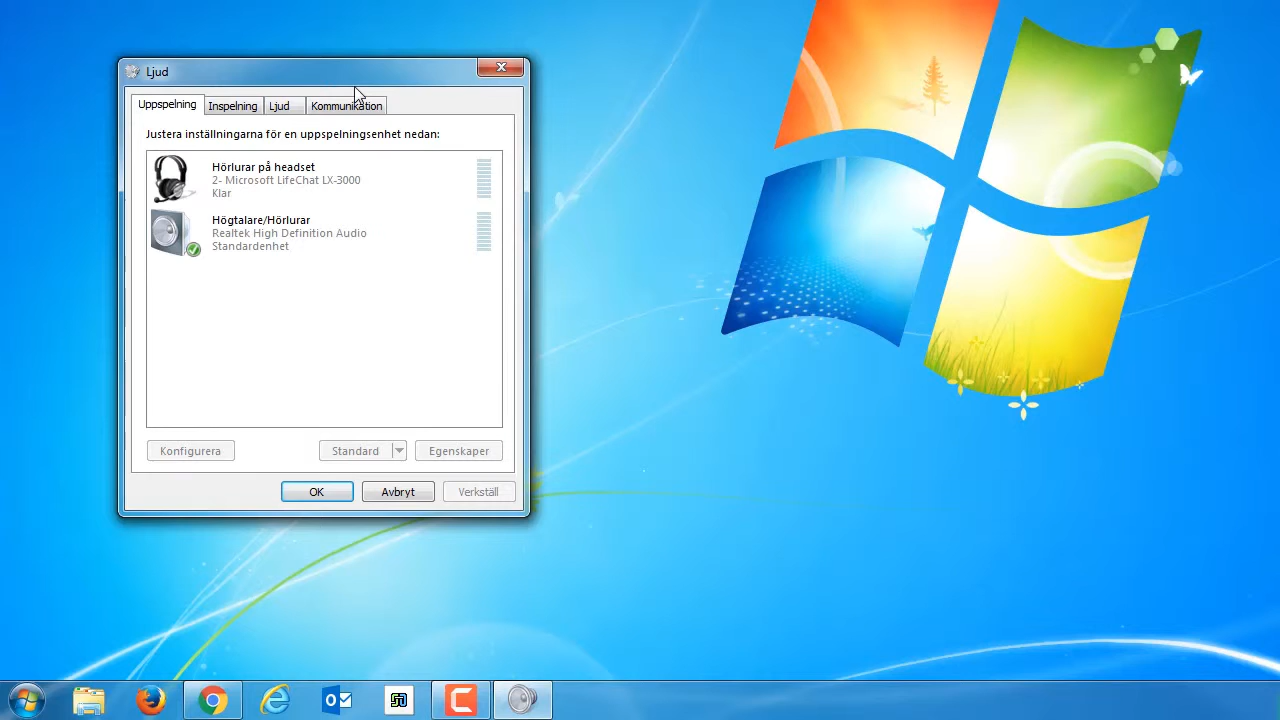 Ljud
Uppspelning Inspelning Ljud Kommunikation
Justera inställningarna för en uppspelningsenhet nedan:
Hörlurar på headset
2- Microsoft LifeChat LX-3000
Klar
Högtalare/Hörlurar
Realtek High Definition Audio
Standardenhet
Konfigurera Standard Egenskaper
OK Avbryt Verkställ